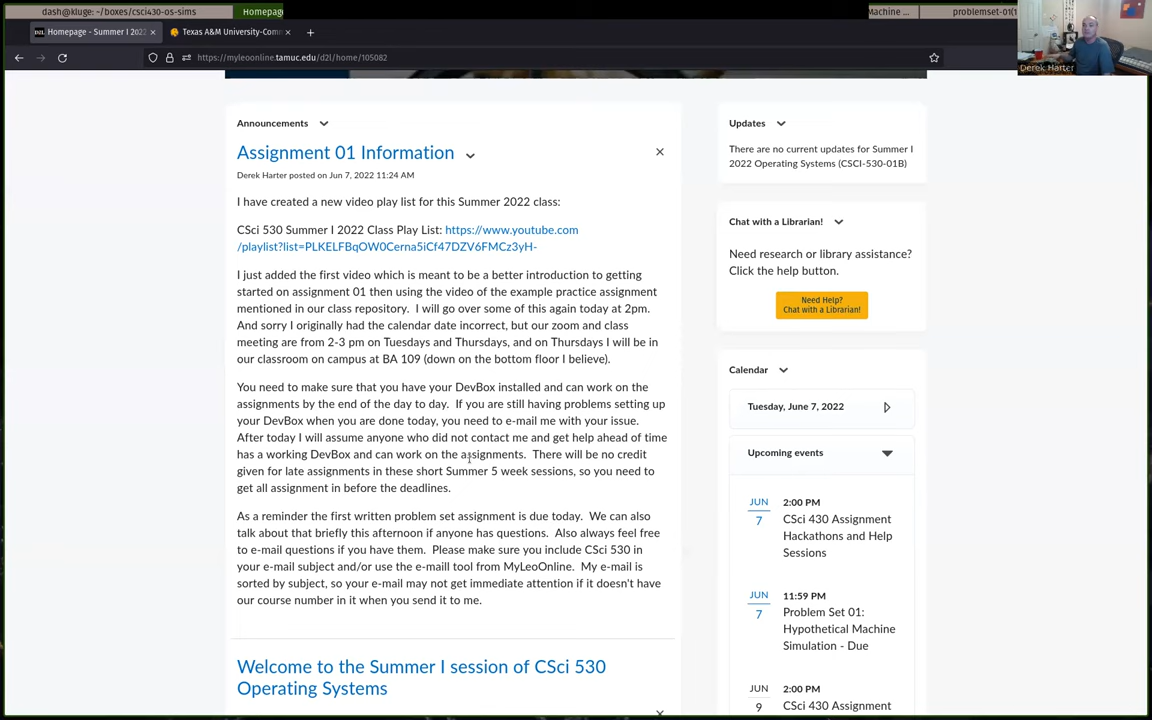 dash@kluge: ~/boxes/csci430-os-sims
Homepag
Machine ...
problemset-01(1
Homepage - Summer I 202
Texas A&M University-Com
https://myleoonline.tamuc.edu/d2l/home/105082
Derek Harter
Announcements
Assignment 01 Information
Derek Harter posted on Jun 7, 2022 11:24 AM
I have created a new video play list for this Summer 2022 class:
CSci 530 Summer I 2022 Class Play List: https://www.youtube.com
/playlist?list=PLKELFBqOW0Cerna5iCf47DZV6FMCz3yH-
I just added the first video which is meant to be a better introduction to getting
started on assignment 01 then using the video of the example practice assignment
mentioned in our class repository. I will go over some of this again today at 2pm.
And sorry I originally had the calendar date incorrect, but our zoom and class
meeting are from 2-3 pm on Tuesdays and Thursdays, and on Thursdays I will be in
our classroom on campus at BA 109 (down on the bottom floor I believe).
You need to make sure that you have your DevBox installed and can work on the
assignments by the end of the day to day. If you are still having problems setting up
your DevBox when you are done today, you need to e-mail me with your issue.
After today I will assume anyone who did not contact me and get help ahead of time
has a working DevBox and can work on the assignments. There will be no credit
given for late assignments in these short Summer 5 week sessions, so you need to
get all assignment in before the deadlines.
As a reminder the first written problem set assignment is due today. We can also
talk about that briefly this afternoon if anyone has questions. Also always feel free
to e-mail questions if you have them. Please make sure you include CSci 530 in
your e-mail subject and/or use the e-maill tool from MyLeoOnline. My e-mail is
sorted by subject, so your e-mail may not get immediate attention if it doesn't have
our course number in it when you send it to me.
Welcome to the Summer I session of CSci 530
Operating Systems
Updates
There are no current updates for Summer I
2022 Operating Systems (CSCI-530-01B)
Chat with a Librarian!
Need research or library assistance?
Click the help button.
Need Help?
Chat with a Librarian!
Calendar
Tuesday, June 7, 2022
Upcoming events
JUN
7
2:00 PM
CSci 430 Assignment
Hackathons and Help
Sessions
JUN
7
11:59 PM
Problem Set 01:
Hypothetical Machine
Simulation - Due
JUN
9
2:00 PM
CSci 430 Assignment